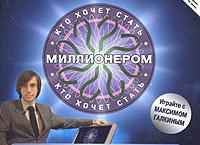 КТО ХОЧЕТ СТАТЬ
МИЛЛИОНЕРОМ
КТО ХОЧЕТ СТАТЬ
Играйте с
МАКСИМОМ
ГАЛКИНЫМ